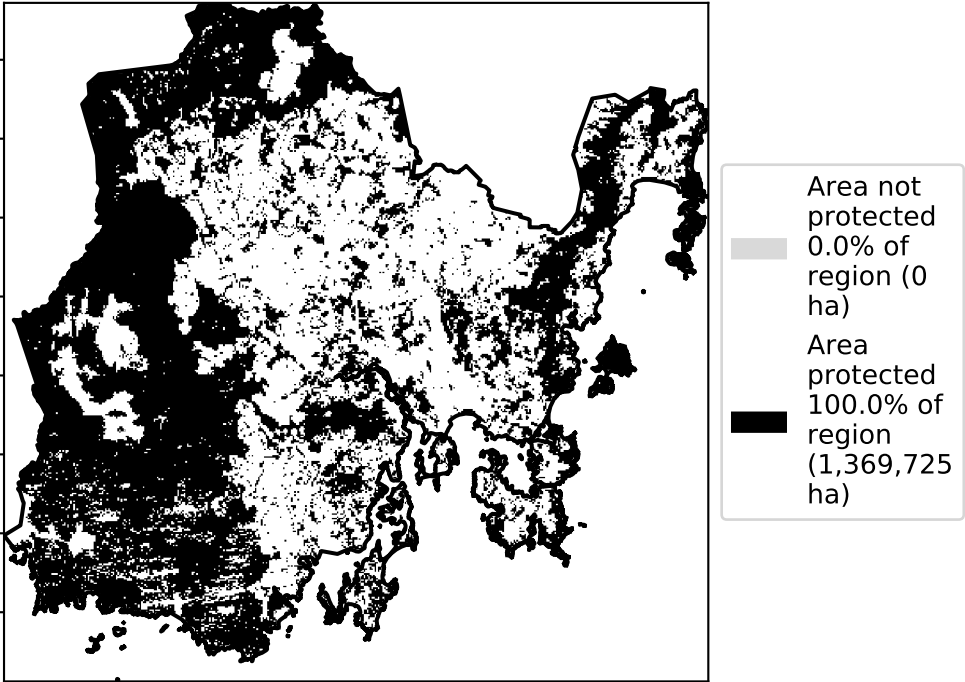 Area not
protected
0.0% of
region (0
ha)
Area
protected
100.0% of
region
(1,369,725
ha)